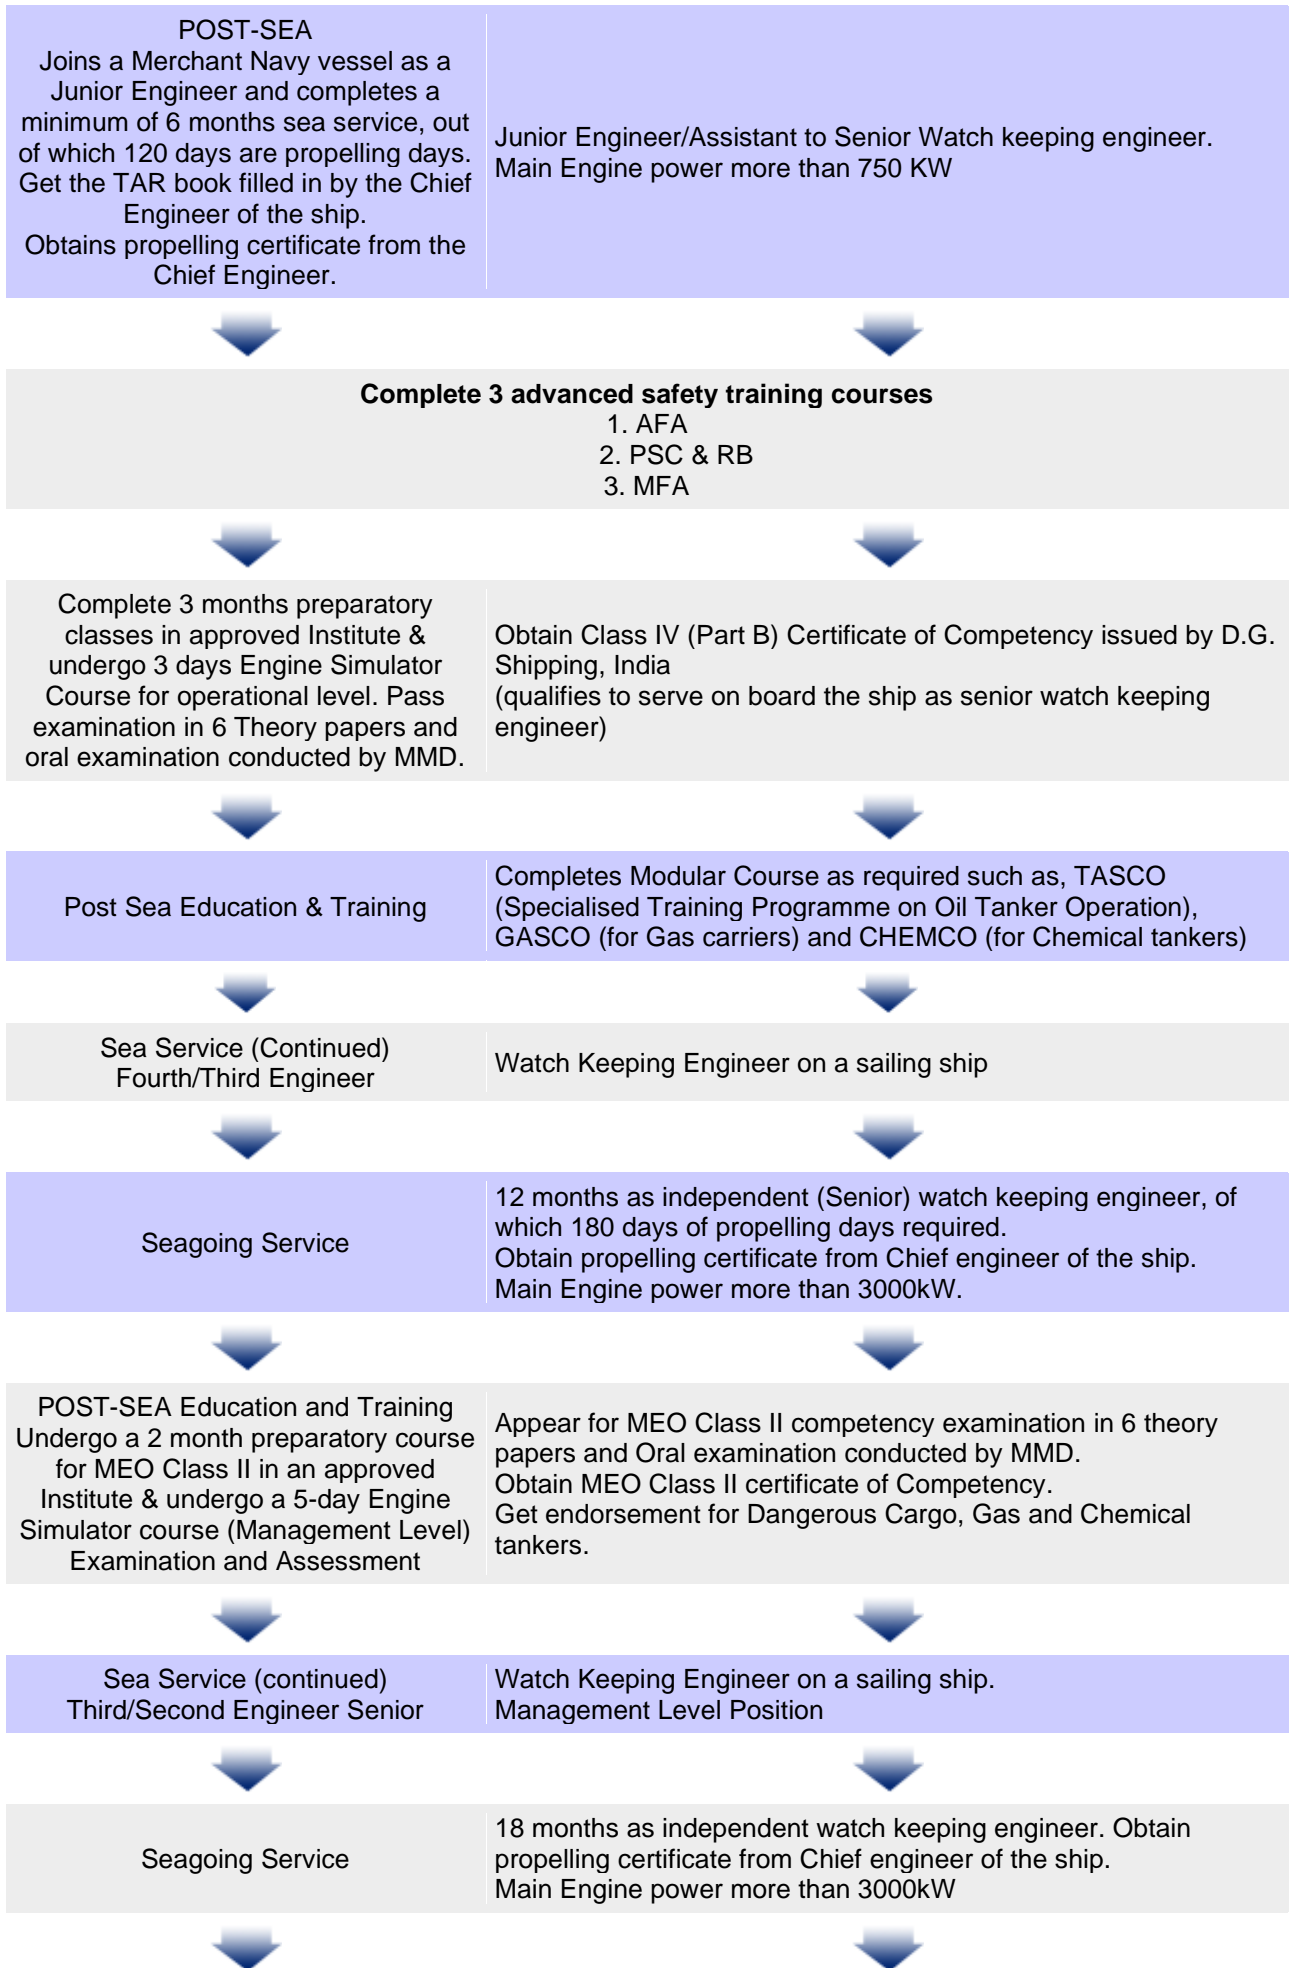 POST-SEA
Joins a Merchant Navy vessel as a
Junior Engineer and completes a
minimum of 6 months sea service, out
of which 120 days are propelling days.
Get the TAR book filled in by the Chief
Engineer of the ship.
Obtains propelling certificate from the
Chief Engineer.
Junior Engineer/Assistant to Senior Watch keeping engineer.
Main Engine power more than 750 KW
Complete 3 advanced safety training courses
1. AFA
2. PSC & RB
3. MFA
Complete 3 months preparatory
classes in approved Institute &
undergo 3 days Engine Simulator
Course for operational level. Pass
examination in 6 Theory papers and
oral examination conducted by MMD.
Obtain Class IV (Part B) Certificate of Competency issued by D.G.
Shipping, India
(qualifies to serve on board the ship as senior watch keeping
engineer)
Post Sea Education & Training
Completes Modular Course as required such as, TASCO
(Specialised Training Programme on Oil Tanker Operation),
GASCO (for Gas carriers) and CHEMCO (for Chemical tankers)
Sea Service (Continued)
Fourth/Third Engineer
Watch Keeping Engineer on a sailing ship
Seagoing Service
12 months as independent (Senior) watch keeping engineer, of
which 180 days of propelling days required.
Obtain propelling certificate from Chief engineer of the ship.
Main Engine power more than 3000kW.
POST-SEA Education and Training
Undergo a 2 month preparatory course
for MEO Class II in an approved
Institute & undergo a 5-day Engine
Simulator course (Management Level)
Examination and Assessment
Appear for MEO Class II competency examination in 6 theory
papers and Oral examination conducted by MMD.
Obtain MEO Class II certificate of Competency.
Get endorsement for Dangerous Cargo, Gas and Chemical
tankers.
Sea Service (continued)
Third/Second Engineer Senior
Watch Keeping Engineer on a sailing ship.
Management Level Position
Seagoing Service
18 months as independent watch keeping engineer. Obtain
propelling certificate from Chief engineer of the ship.
Main Engine power more than 3000kW